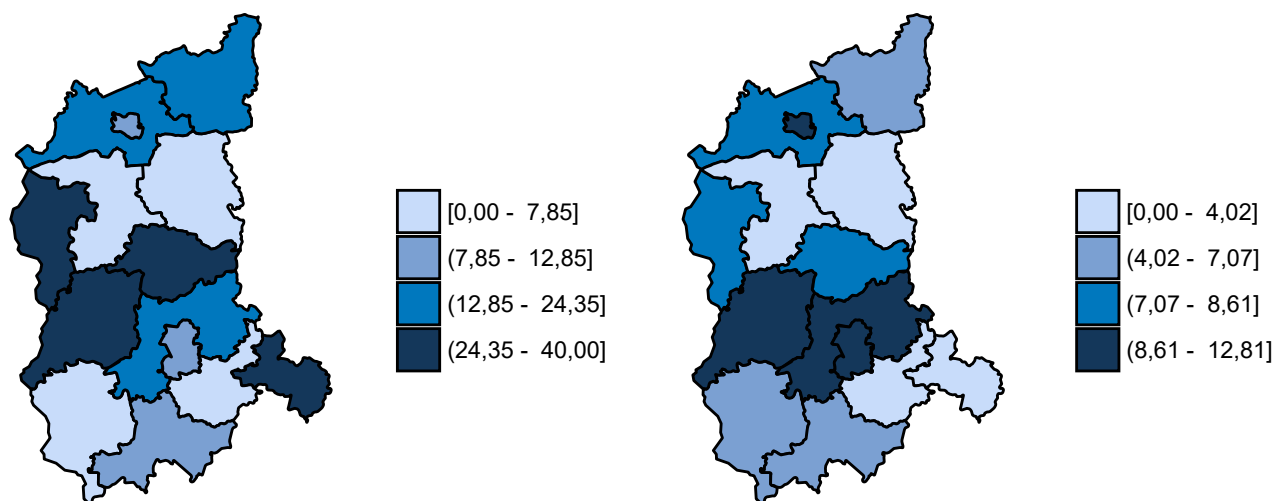 [0,00 - 7,85]
(7,85 - 12,85]
(12,85 - 24,35]
(24,35 - 40,00]
[0,00 - 4,02]
(4,02 - 7,07]
(7,07 - 8,61]
(8,61 - 12,81]